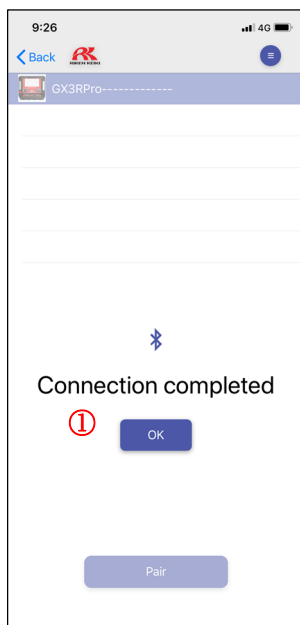 9:26
4G
Back
RIKEN KEIKI
GX3RPro-------------
Connection completed
①
OK
Pair